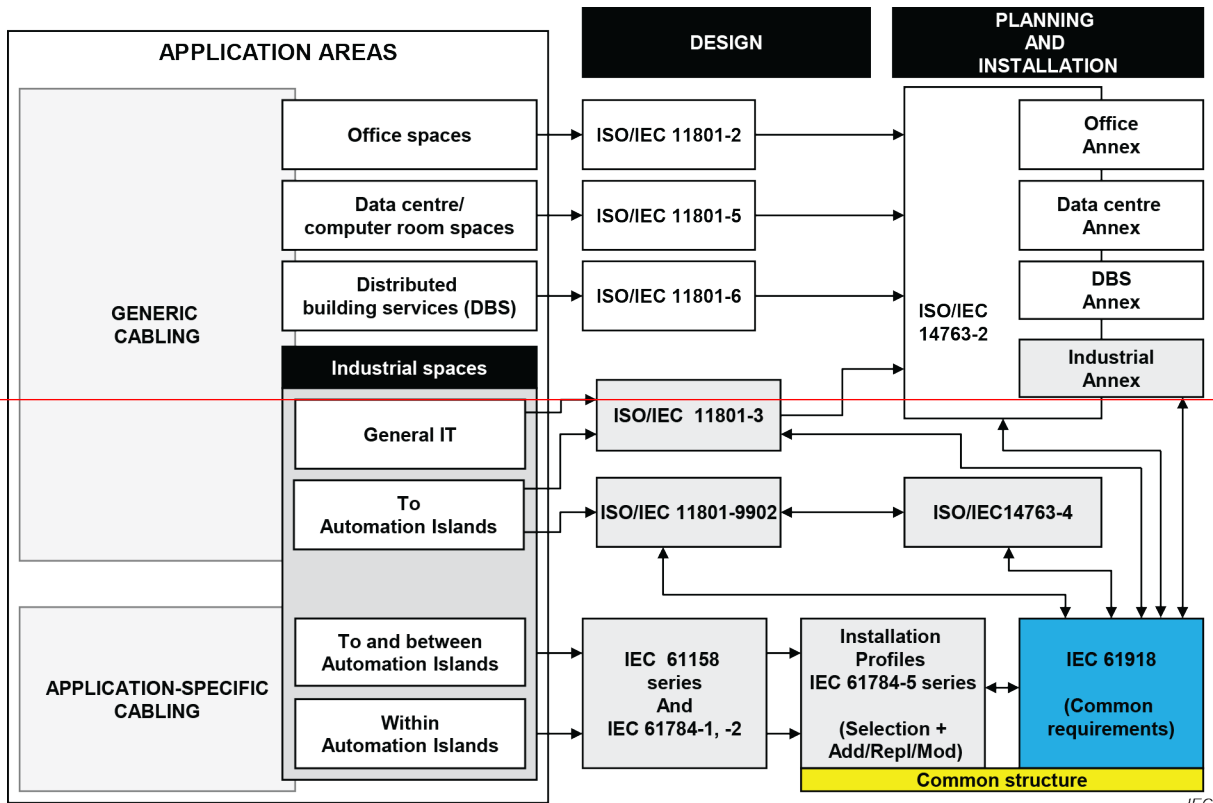 APPLICATION AREAS
DESIGN
PLANNING
AND
INSTALLATION
GENERIC
CABLING
Office spaces
ISO/IEC 11801-2
Office
Annex
Data centre/
computer room spaces
ISO/IEC 11801-5
Data centre
Annex
Distributed
building services (DBS)
ISO/IEC 11801-6
ISO/IEC
14763-2
DBS
Annex
Industrial spaces
Industrial
Annex
General IT
ISO/IEC 11801-3
To
Automation Islands
ISO/IEC 11801-9902
ISO/IEC14763-4
APPLICATION-SPECIFIC
CABLING
To and between
Automation Islands
Within
Automation Islands
IEC 61158
series
And
IEC 61784-1, -2
Installation
Profiles
IEC 61784-5 series
(Selection +
Add/Repl/Mod)
IEC 61918
(Common
requirements)
Common structure
IEC